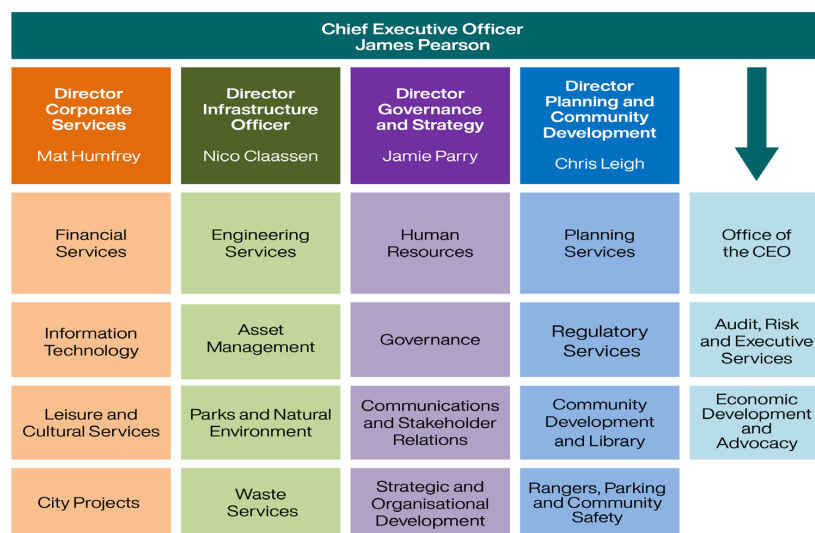 Chief Executive Officer
James Pearson
Director
Corporate
Services
Mat Humfrey
Director
Infrastructure
Officer
Nico Claassen
Director
Governance
and Strategy
Jamie Parry
Director
Planning and
Community
Development
Chris Leigh
Financial
Services
Engineering
Services
Human
Resources
Planning
Services
Office of
the CEO
Information
Technology
Asset
Management
Governance
Regulatory
Services
Audit, Risk
and Executive
Services
Leisure and
Cultural Services
Parks and Natural
Environment
Communications
and Stakeholder
Relations
Community
Development
and Library
Economic
Development
and
Advocacy
City Projects
Waste
Services
Strategic and
Organisational
Development
Rangers, Parking
and Community
Safety